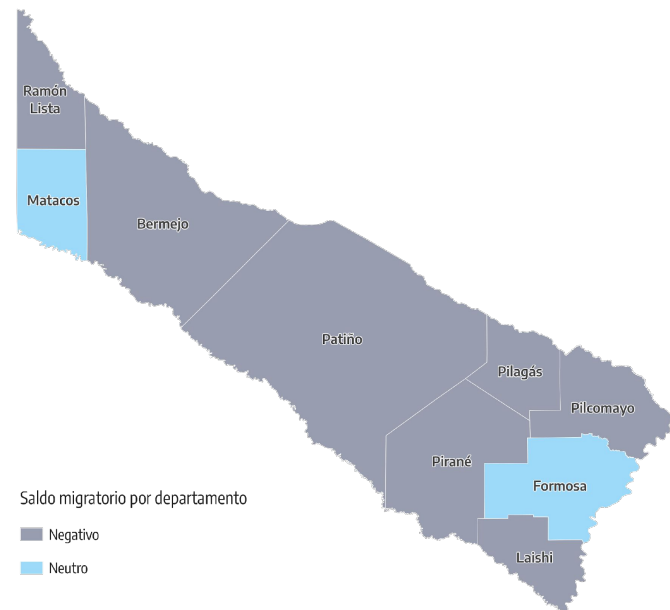 Ramón
Lista
Matacos
Bermejo
Patiño
Pilagás
Pilcomayo
Pirané
Formosa
Laishi
Saldo migratorio por departamento
Negativo
Neutro